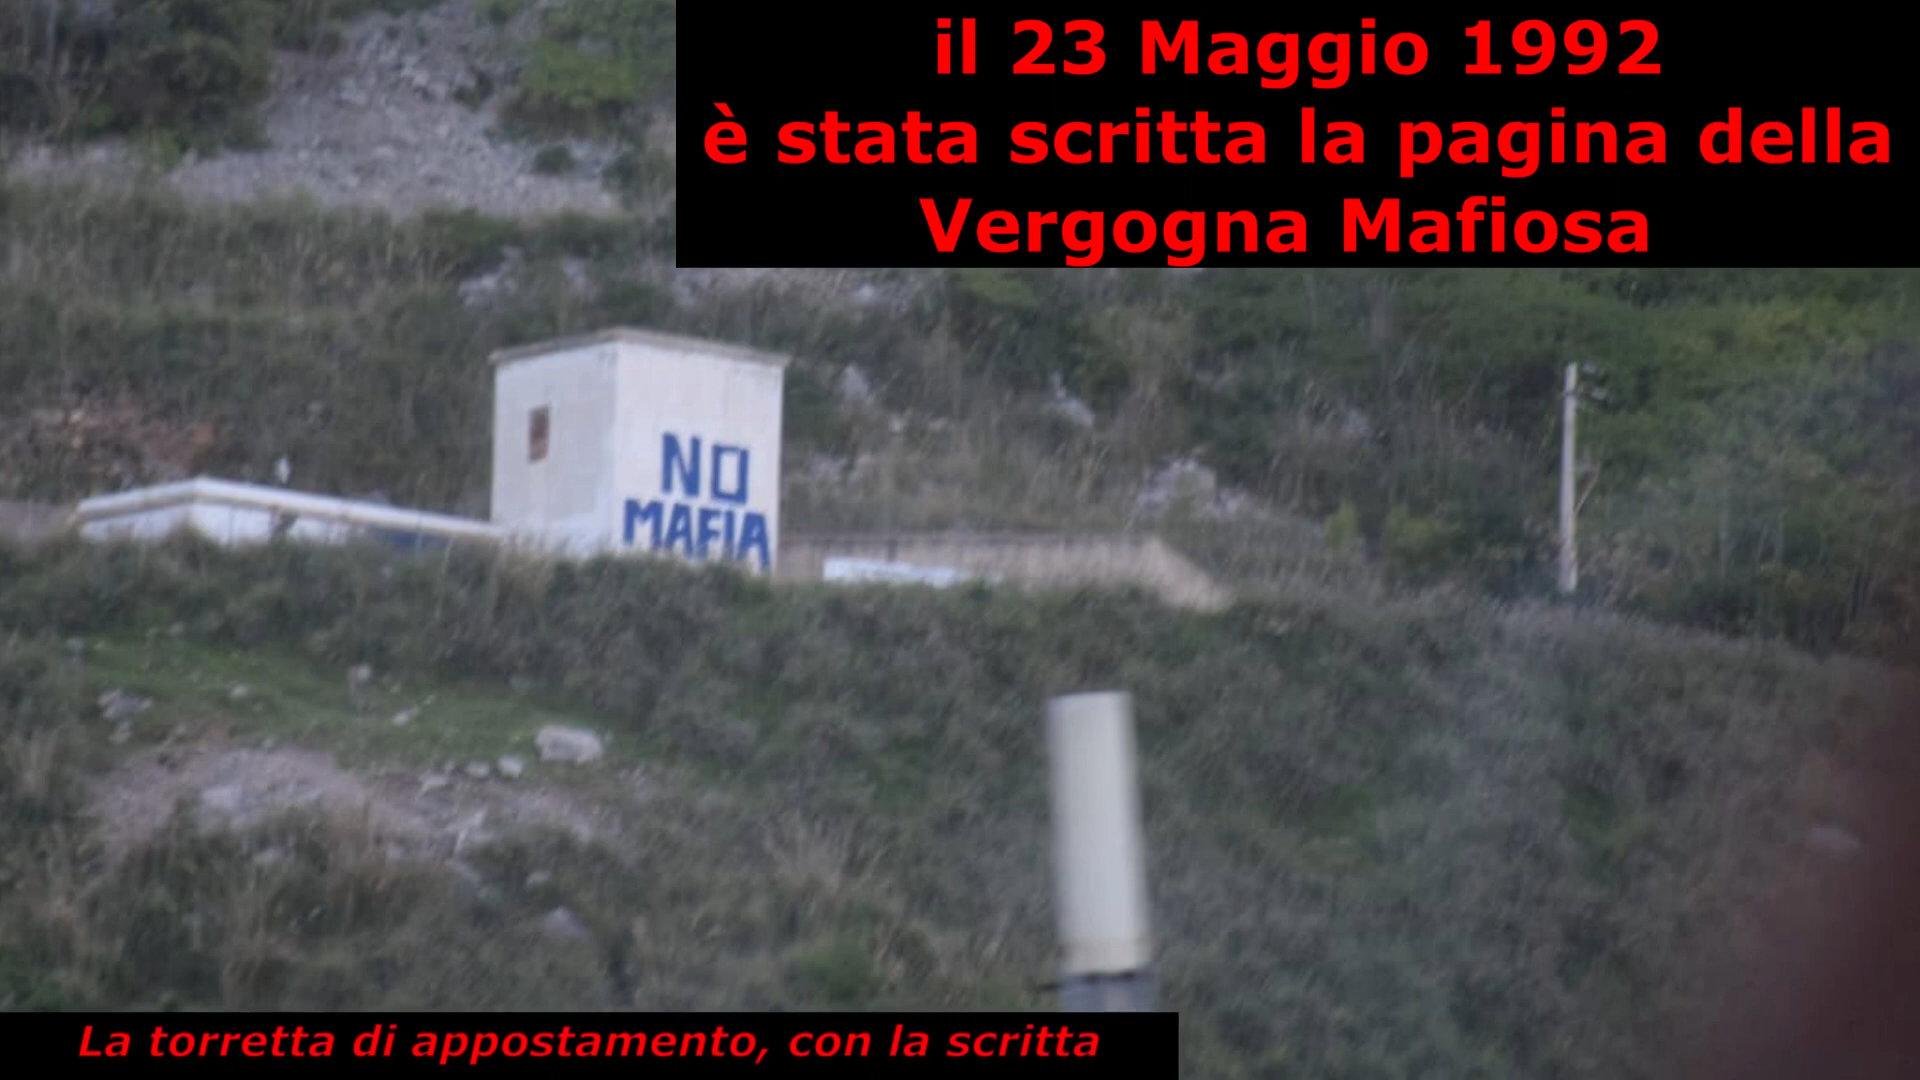 il 23 Maggio 1992
è stata scritta la pagina della
Vergogna Mafiosa
NO
MAFIA
La torretta di appostamento, con la scritta